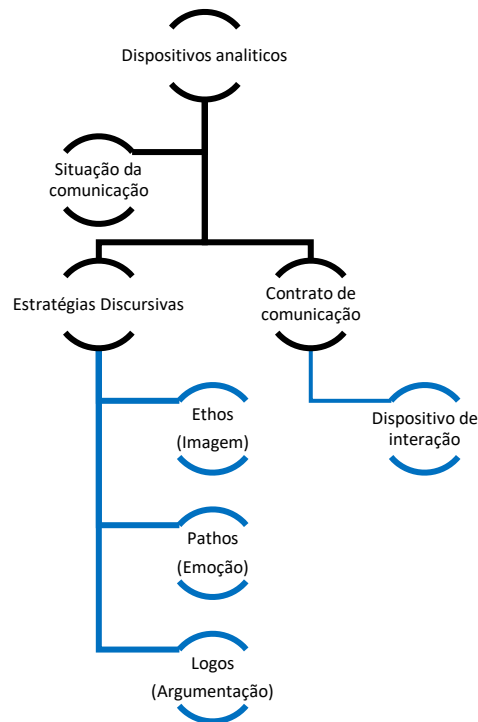 Dispositivos analiticos
Situação da
comunicação
Estratégias Discursivas
Contrato de
comunicação
Ethos
(Imagem)
Dispositivo de
interação
Pathos
(Emoção)
Logos
(Argumentação)